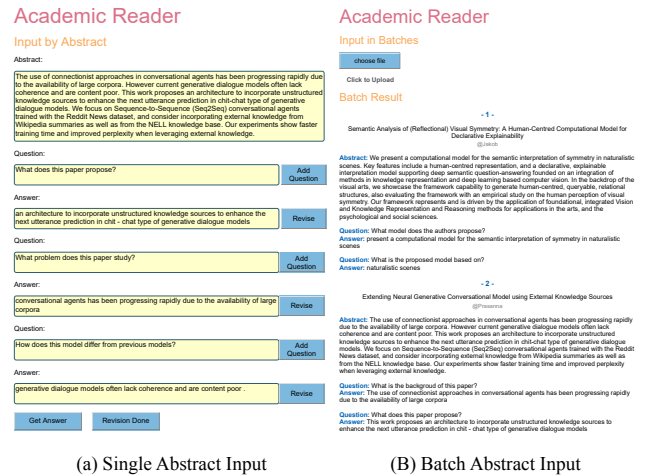 Academic Reader
Input by Abstract
Abstract:
The use of connectionist approaches in conversational agents has been progressing rapidly due
to the availability of large corpora. However current generative dialogue models often lack
coherence and are content poor. This work proposes an architecture to incorporate unstructured
knowledge sources to enhance the next utterance prediction in chit-chat type of generative
dialogue models. We focus on Sequence-to-Sequence (Seq2Seq) conversational agents
trained with the Reddit News dataset, and consider incorporating external knowledge from
Wikipedia summaries as well as from the NELL knowledge base. Our experiments show faster
training time and improved perplexity when leveraging external knowledge.
Question:
What does this paper propose?
Add
Question
Answer:
an architecture to incorporate unstructured knowledge sources to enhance the
next utterance prediction in chit - chat type of generative dialogue models
Revise
Question:
What problem does this paper study?
Add
Question
Answer:
conversational agents has been progressing rapidly due to the availability of large
corpora
Revise
Question:
How does this model differ from previous models?
Add
Question
Answer:
generative dialogue models often lack coherence and are content poor .
Revise
Get Answer
Revision Done
(a) Single Abstract Input
Academic Reader
Input in Batches
choose file
Click to Upload
Batch Result
- 1 -
Semantic Analysis of (Reflectional) Visual Symmetry: A Human-Centred Computational Model for
Declarative Explainability
@Jakob
Abstract: We present a computational model for the semantic interpretation of symmetry in naturalistic
scenes. Key features include a human-centred representation, and a declarative, explainable
interpretation model supporting deep semantic question-answering founded on an integration of
methods in knowledge representation and deep learning based computer vision. In the backdrop of the
visual arts, we showcase the framework capability to generate human-centred, queryable, relational
structures, also evaluating the framework with an empirical study on the human perception of visual
symmetry. Our framework represents and is driven by the application of foundational, integrated Vision
and Knowledge Representation and Reasoning methods for applications in the arts, and the
psychological and social sciences.
Question: What model does the authors propose?
Answer: present a computational model for the semantic interpretation of symmetry in naturalistic
scenes
Question: What is the proposed model based on?
Answer: naturalistic scenes
- 2 -
Extending Neural Generative Conversational Model using External Knowledge Sources
@Prasanna
Abstract: The use of connectionist approaches in conversational agents has been progressing rapidly
due to the availability of large corpora. However current generative dialogue models often lack
coherence and are content poor. This work proposes an architecture to incorporate unstructured
knowledge sources to enhance the next utterance prediction in chit-chat type of generative dialogue
models. We focus on Sequence-to-Sequence (Seq2Seq) conversational agents trained with the Reddit
News dataset, and consider incorporating external knowledge from Wikipedia summaries as well as
from the NELL knowledge base. Our experiments show faster training time and improved perplexity
when leveraging external knowledge.
Question: What is the backgroud of this paper?
Answer: The use of connectionist approaches in conversational agents has been progressing rapidly
due to the availability of large corpora
Question: What does this paper propose?
Answer: This work proposes an architecture to incorporate unstructured knowledge sources to
enhance the next utterance prediction in chit - chat type of generative dialogue models
(B) Batch Abstract Input